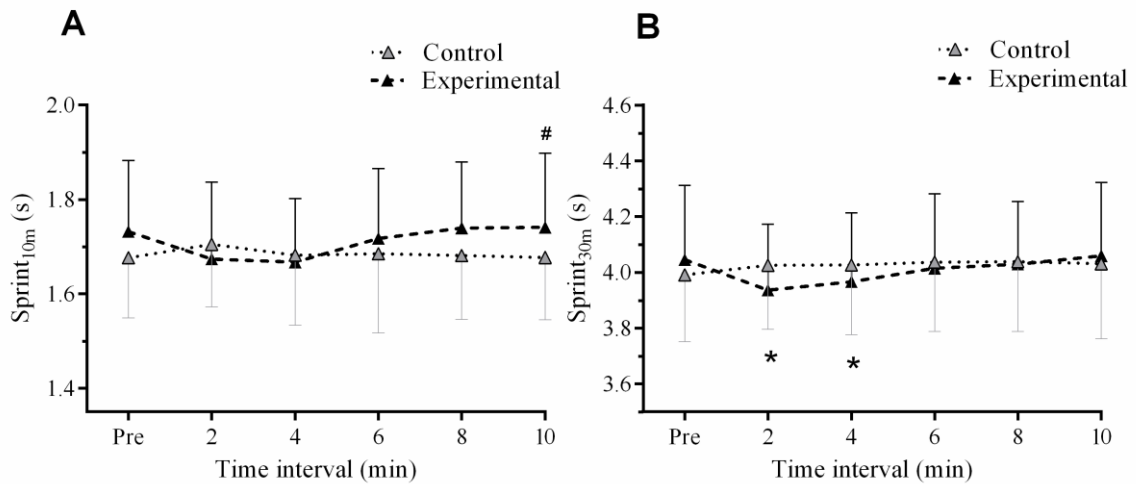 A
Control
Experimental
Sprint10m (s)
2.0
1.8
1.6
1.4
#
Pre 2 4 6 8 10
Time interval (min)
B
Control
Experimental
Sprint30m (s)
4.6
4.4
4.2
4.0
3.8
3.6
* *
Pre 2 4 6 8 10
Time interval (min)